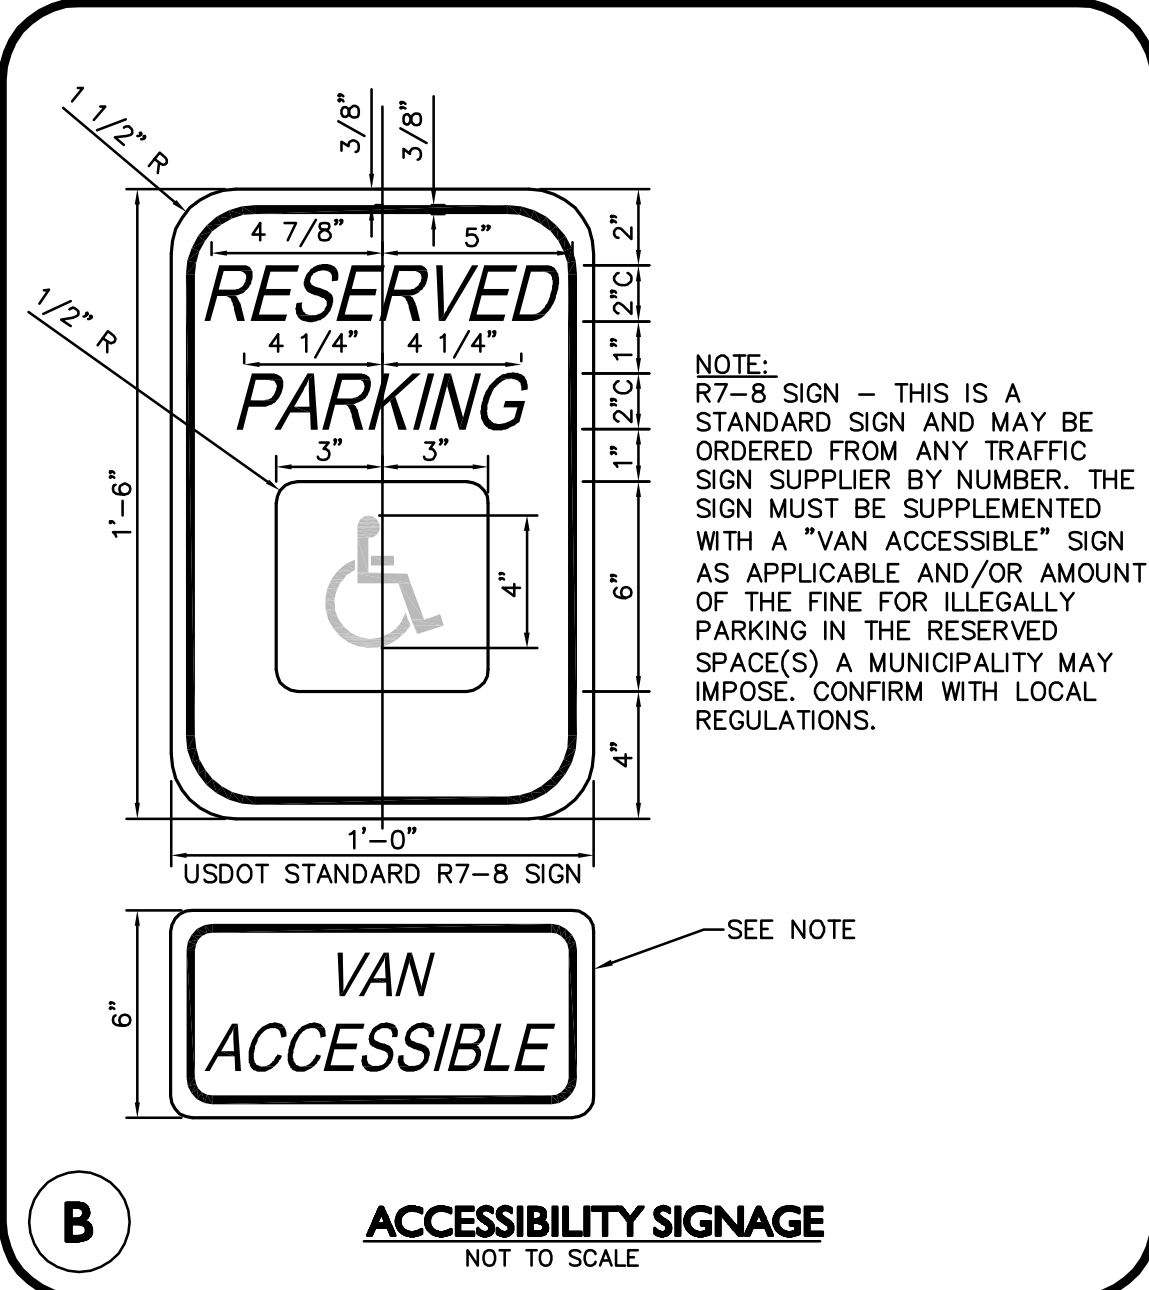 1 1/2” R
3/8”
3/8”
4 7/8”
5”
2”
RESERVED
2”C
1/2” R
4 1/4”
4 1/4”
1”
PARKING
2”C
3”
3”
1”
1'-6”
4”
6”
4”
1'-0”
USDOT STANDARD R7-8 SIGN
NOTE:
R7-8 SIGN - THIS IS A
STANDARD SIGN AND MAY BE
ORDERED FROM ANY TRAFFIC
SIGN SUPPLIER BY NUMBER. THE
SIGN MUST BE SUPPLEMENTED
WITH A ”VAN ACCESSIBLE” SIGN
AS APPLICABLE AND/OR AMOUNT
OF THE FINE FOR ILLEGALLY
PARKING IN THE RESERVED
SPACE(S) A MUNICIPALITY MAY
IMPOSE. CONFIRM WITH LOCAL
REGULATIONS.
SEE NOTE
VAN
ACCESSIBLE
6”
B
ACCESSIBILITY SIGNAGE
NOT TO SCALE